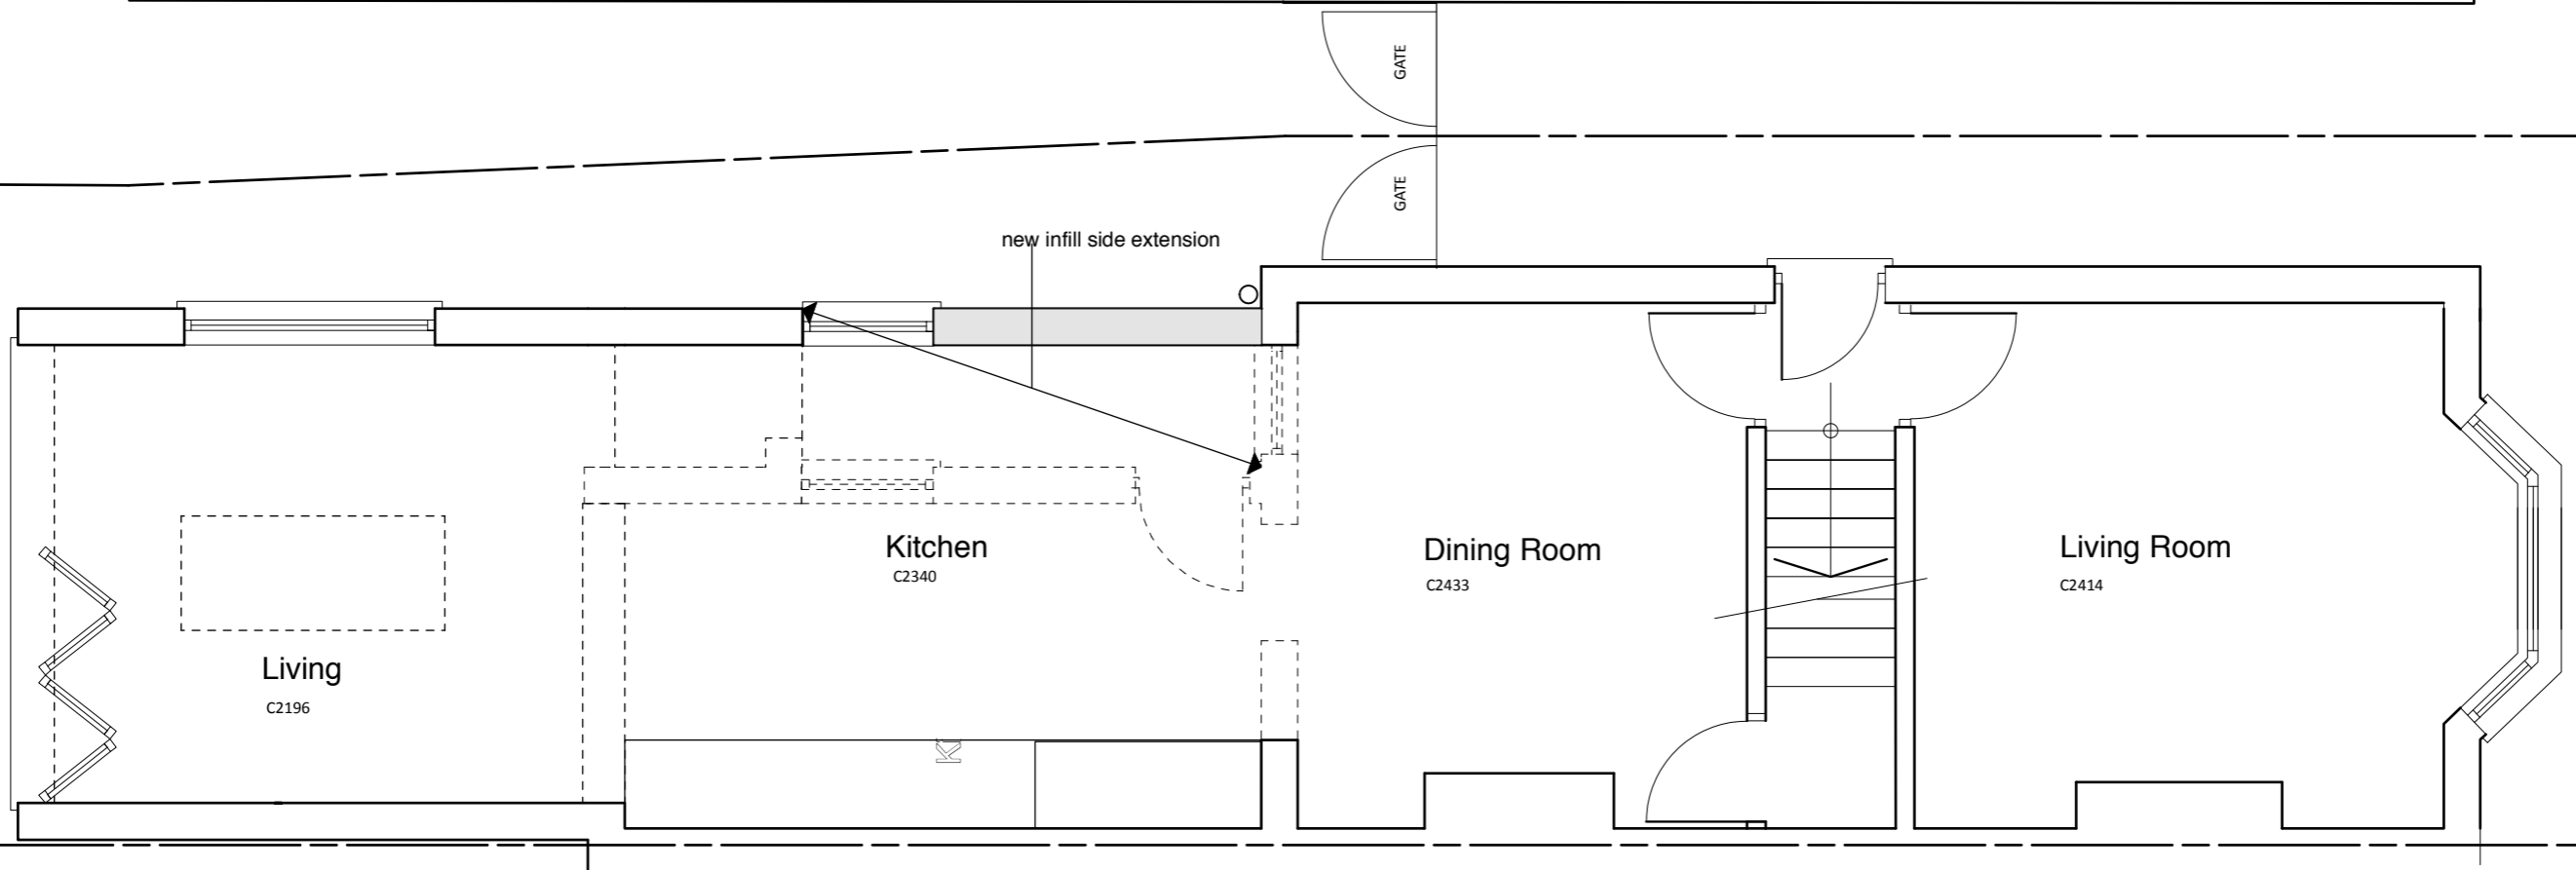 GATE
GATE
new infill side extension
Kitchen
C2340
Dining Room
C2433
Living Room
C2414
Living
C2196
K